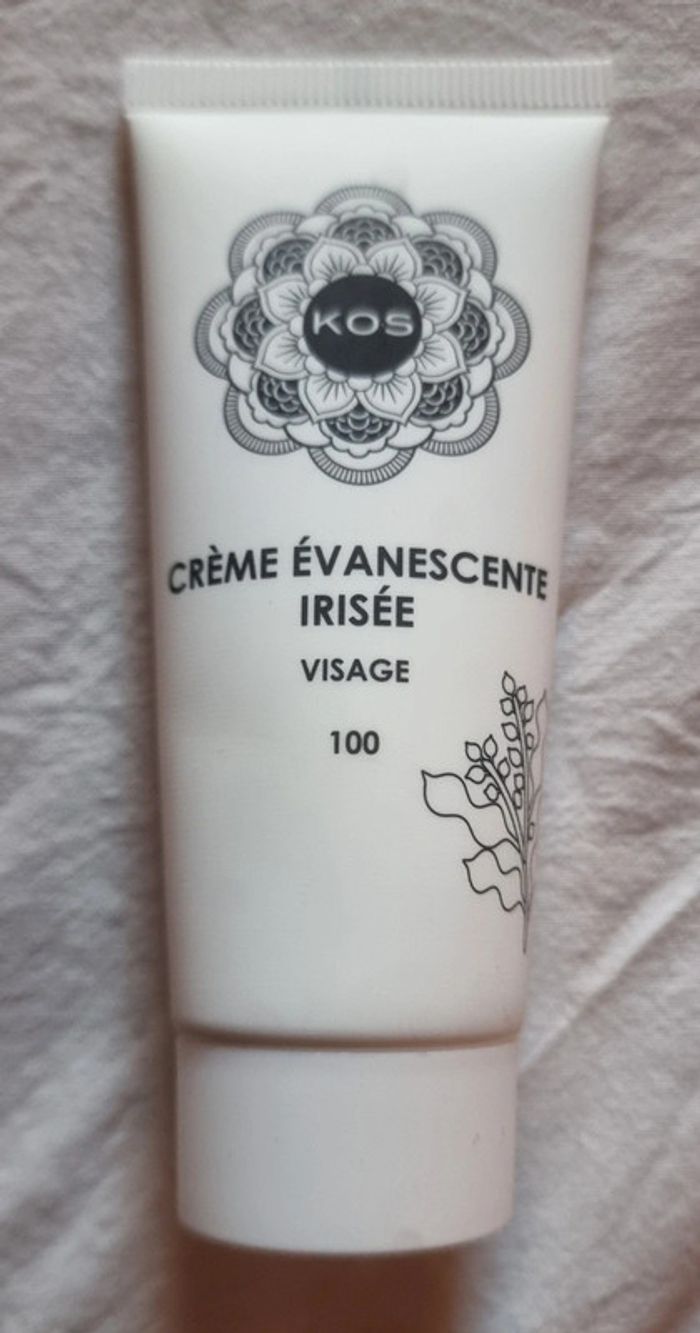 KOS
CRÈME ÉVANESCENTE
IRISÉE
VISAGE
100